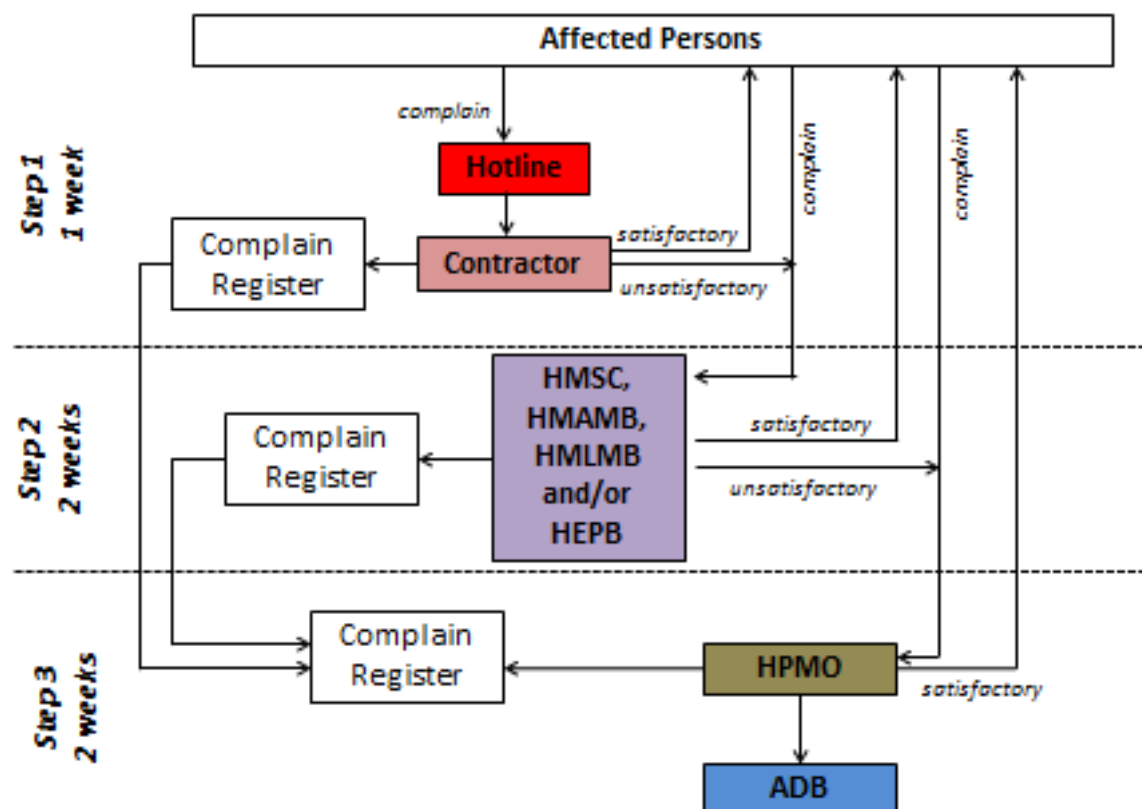 Affected Persons
complain
Hotline
complain
complain
Step 1
1 week
Complain
Register
Contractor
satisfactory
unsatisfactory
HMSC,
HMAMB,
HMLMB
and/or
HEPB
Step 2
2 weeks
Complain
Register
satisfactory
unsatisfactory
Complain
Register
Step 3
2 weeks
HPMO
satisfactory
ADB